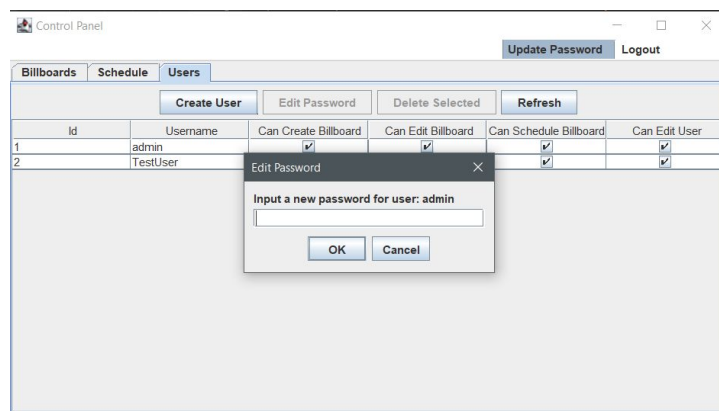 Control Panel
Update Password Logout
Billboards Schedule Users
Create User Edit Password Delete Selected Refresh
Id Username Can Create Billboard Can Edit Billboard Can Schedule Billboard Can Edit User
1 admin
2 TestUser
Edit Password
Input a new password for user: admin
OK Cancel